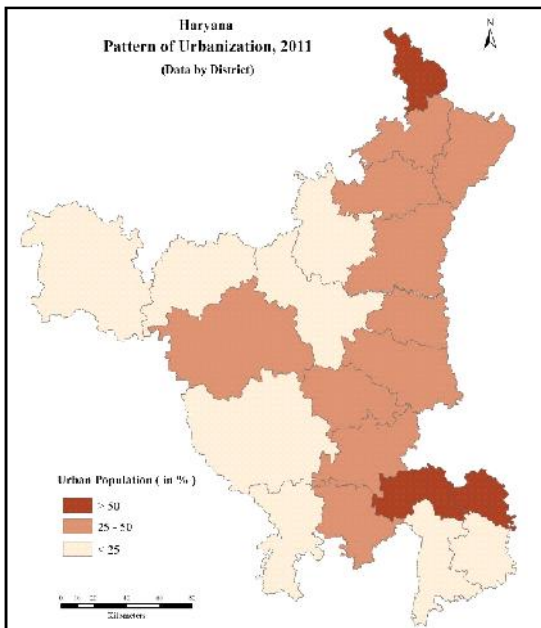 Haryana
Pattern of Urbanization, 2011
(Data by District)
N
Urban Population ( in % )
> 50
25 - 50
< 25
Kilometers